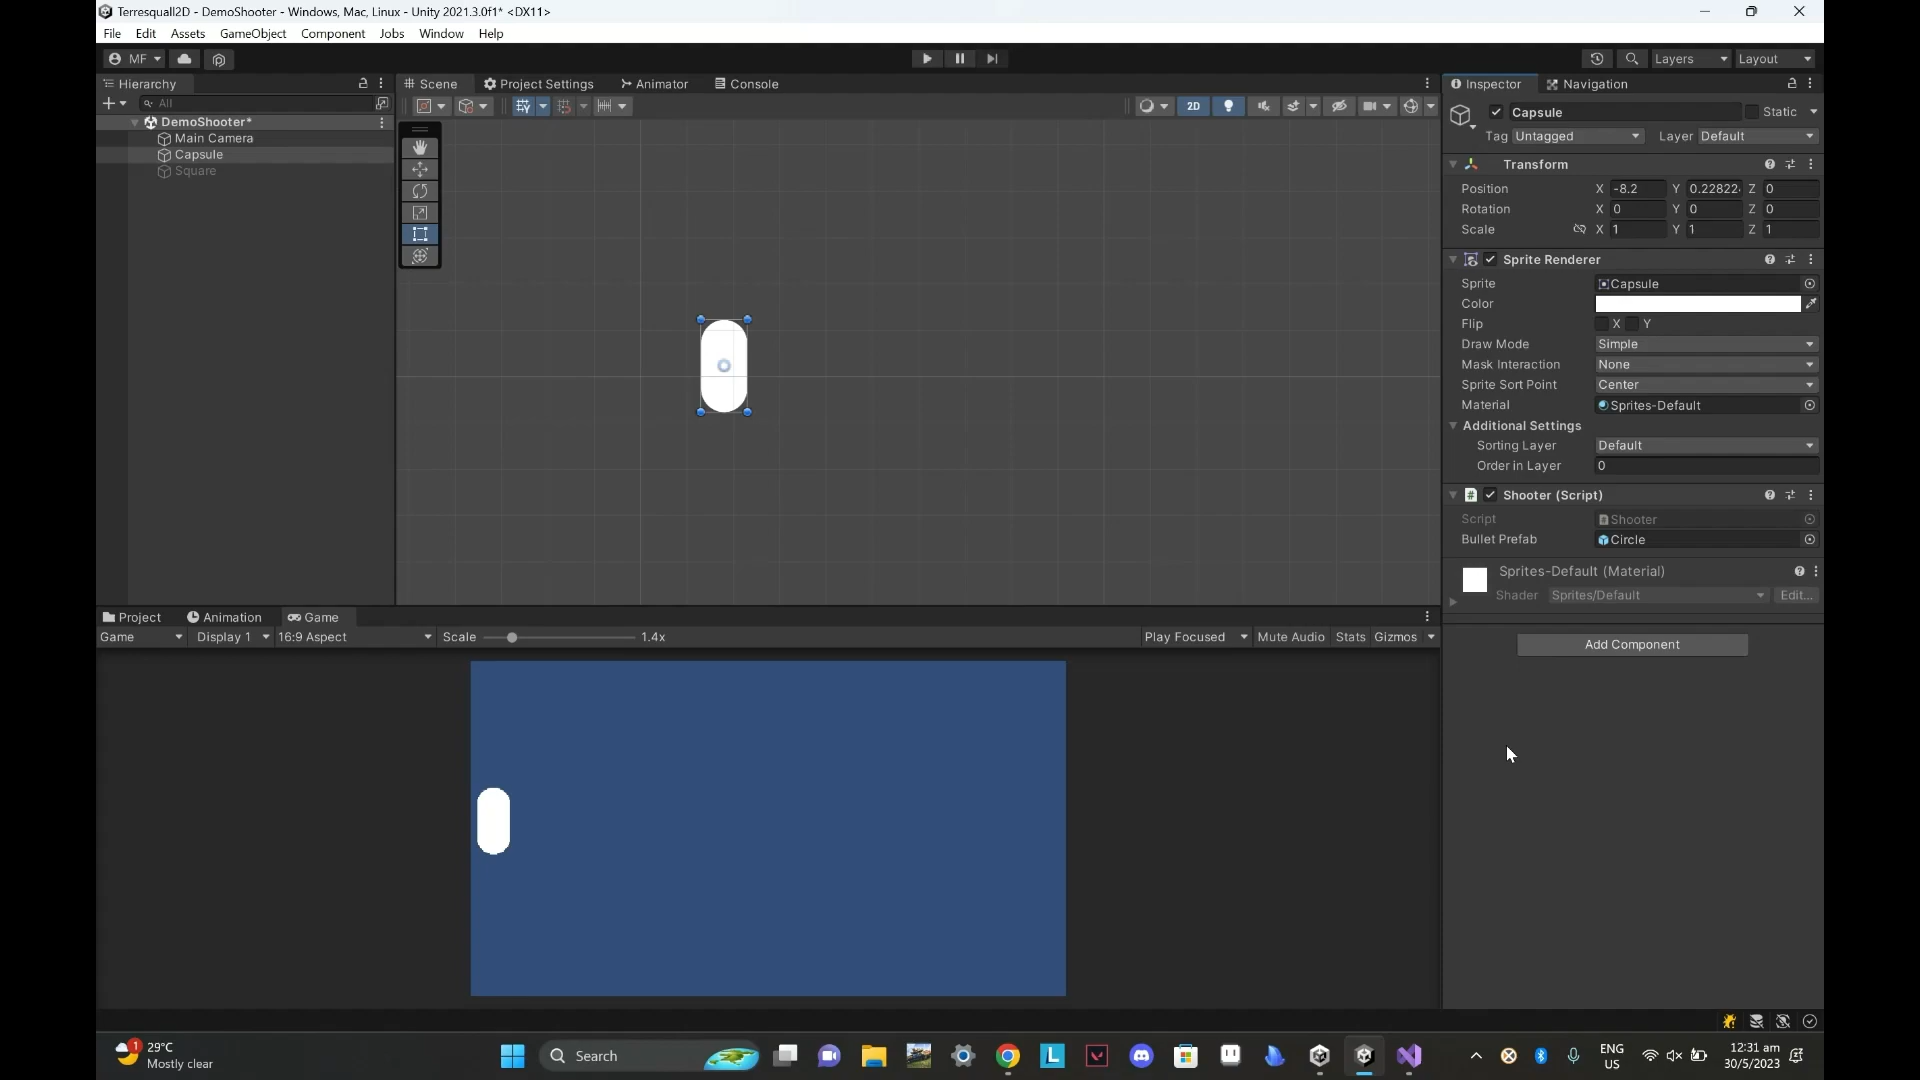 Terresquall2D - DemoShooter - Windows, Mac, Linux - Unity 2021.3.0f1* <DX11>
File Edit Assets GameObject Component Jobs Window Help
MF Layers Layout
Hierarchy Scene Project Settings Animator Console Inspector Navigation
All 2D
Capsule Static
DemoShooter*
Tag Untagged Layer Default
Main Camera
Capsule
Square
Transform
Position X -8.2 Y 0.22822 Z 0
Rotation X 0 Y 0 Z 0
Scale X 1 Y 1 Z 1
Sprite Renderer
Sprite Capsule
Color
Flip X Y
Draw Mode Simple
Mask Interaction None
Sprite Sort Point Center
Material Sprites-Default
Additional Settings
Sorting Layer Default
Order in Layer 0
# Shooter (Script)
Script Shooter
Bullet Prefab Circle
Sprites-Default (Material)
Shader Sprites/Default Edit...
Add Component
Project Animation Game
Game Display 1 16:9 Aspect Scale 1.4x Play Focused Mute Audio Stats Gizmos
1 29°C
Mostly clear
Search
L
ENG
US
12:31 am
30/5/2023